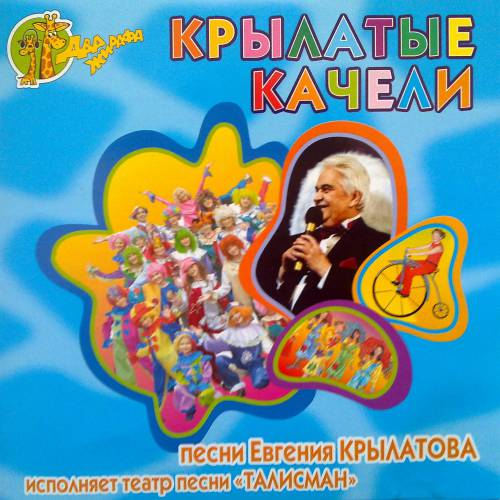 Два
жирафа
КРЫЛАТЫЕ
КАЧЕЛИ
песни Евгения КРЫЛАТОВА
исполняет театр песни «ТАЛИСМАН»